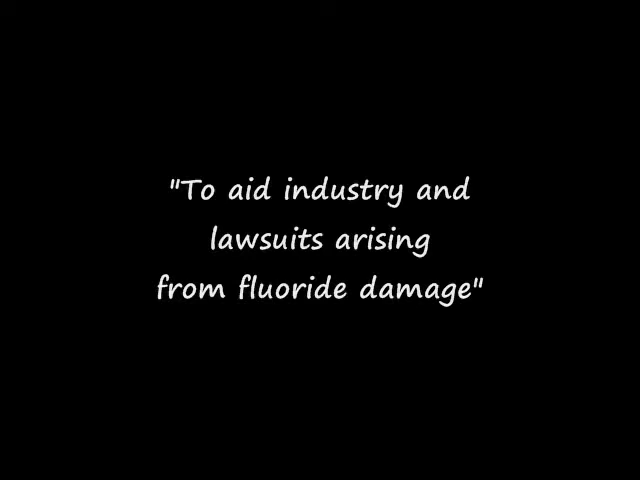 "To aid industry and
lawsuits arising
from fluoride damage"